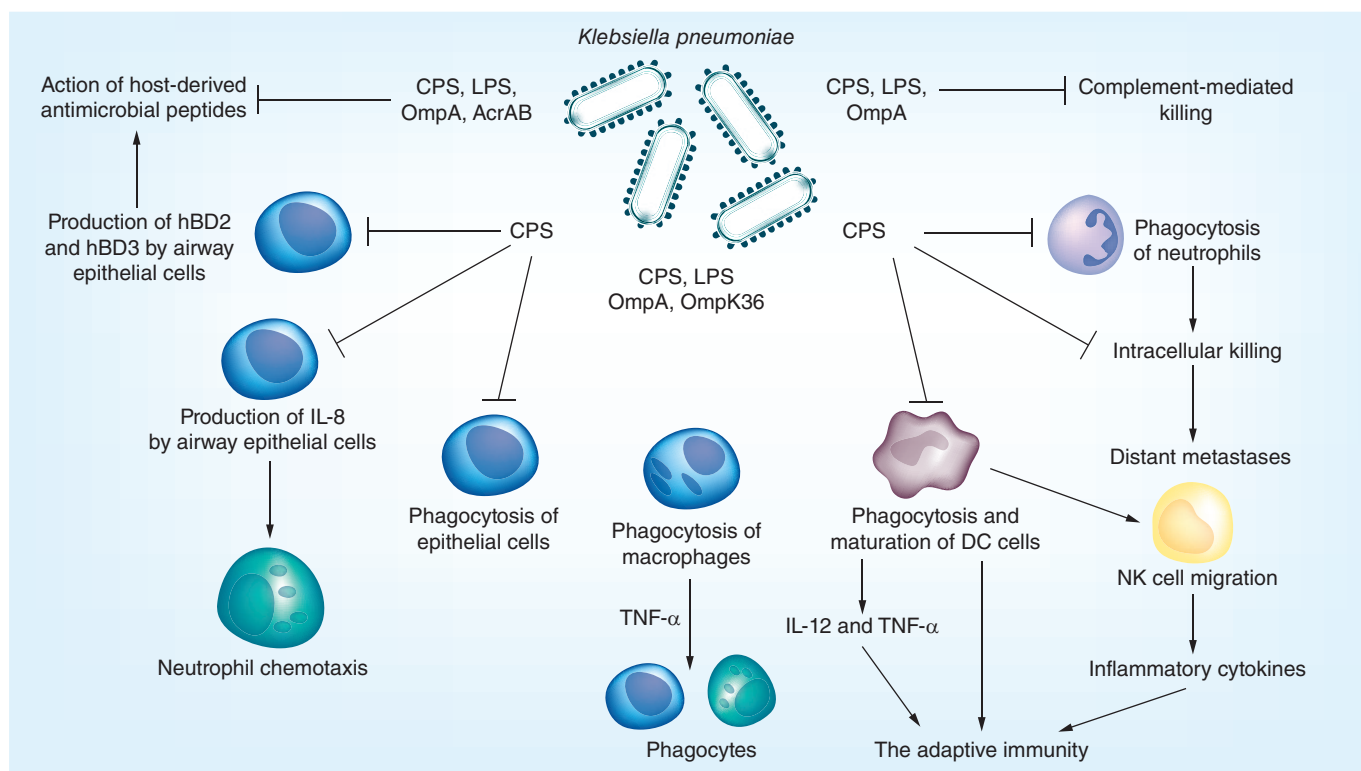 Klebsiella pneumoniae
Action of host-derived
antimicrobial peptides
CPS, LPS,
OmpA, AcrAB
CPS, LPS,
OmpA
Complement-mediated
killing
Production of hBD2
and hBD3 by airway
epithelial cells
CPS
CPS
Phagocytosis
of neutrophils
CPS, LPS
OmpA, OmpK36
Intracellular killing
Production of IL-8
by airway epithelial cells
Distant metastases
Phagocytosis of
epithelial cells
Phagocytosis of
macrophages
Phagocytosis and
maturation of DC cells
NK cell migration
TNF-α
IL-12 and TNF-α
Neutrophil chemotaxis
Inflammatory cytokines
Phagocytes
The adaptive immunity